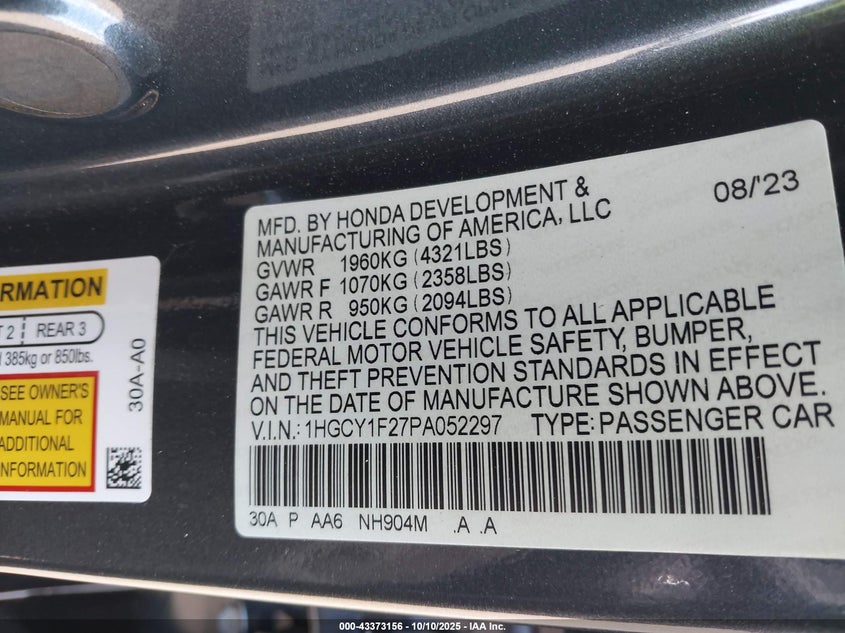 MFD. BY HONDA DEVELOPMENT & 08/'23
MANUFACTURING OF AMERICA, LLC
GVWR 1960KG (4321LBS)
GAWR F 1070KG (2358LBS)
GAWR R 950KG (2094LBS)
THIS VEHICLE CONFORMS TO ALL APPLICABLE
FEDERAL MOTOR VEHICLE SAFETY, BUMPER,
AND THEFT PREVENTION STANDARDS IN EFFECT
ON THE DATE OF MANUFACTURE SHOWN ABOVE.
V.I.N.: 1HGCY1F27PA052297 TYPE: PASSENGER CAR
30A P AA6 NH904M .A .A
RMATION
T 2 REAR 3
385kg or 850lbs.
SEE OWNER'S
MANUAL FOR
ADDITIONAL
INFORMATION
30A-A0
000-43373156 - 10/10/2025 - IAA Inc.